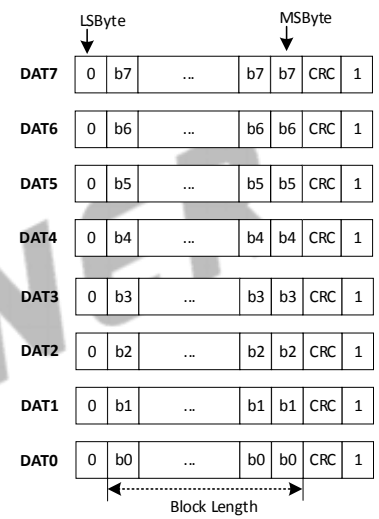 LSByte MSByte
DAT7 0 b7 ... b7 b7 CRC 1
DAT6 0 b6 ... b6 b6 CRC 1
DAT5 0 b5 ... b5 b5 CRC 1
DAT4 0 b4 ... b4 b4 CRC 1
DAT3 0 b3 ... b3 b3 CRC 1
DAT2 0 b2 ... b2 b2 CRC 1
DAT1 0 b1 ... b1 b1 CRC 1
DAT0 0 b0 ... b0 b0 CRC 1
Block Length